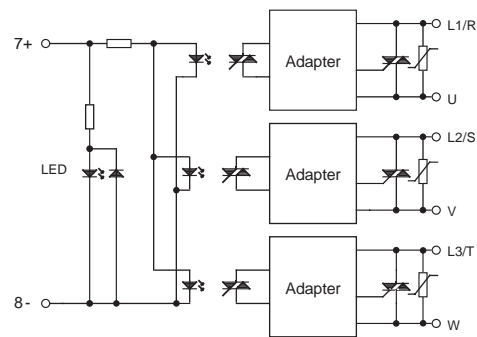 7+
L1/R
Adapter
U
L2/S
LED
Adapter
V
L3/T
Adapter
8-
W